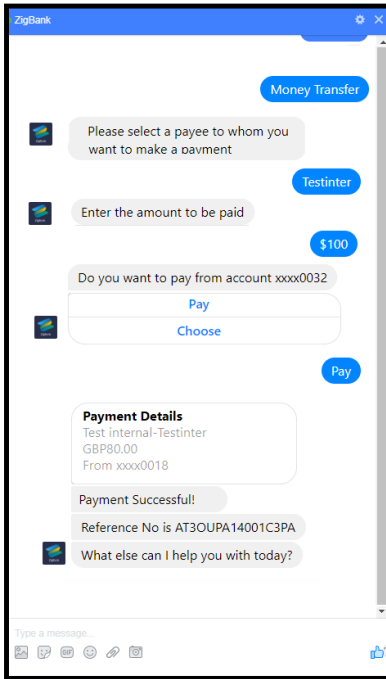 ZigBank
Money Transfer
Please select a payee to whom you
want to make a payment
Testinter
Enter the amount to be paid
$100
Do you want to pay from account xxxx0032
Pay
Choose
Pay
Payment Details
Test internal-Testinter
GBP80.00
From xxxx0018
Payment Successful!
Reference No is AT3OUPA14001C3PA
What else can I help you with today?
Type a message...
GIF